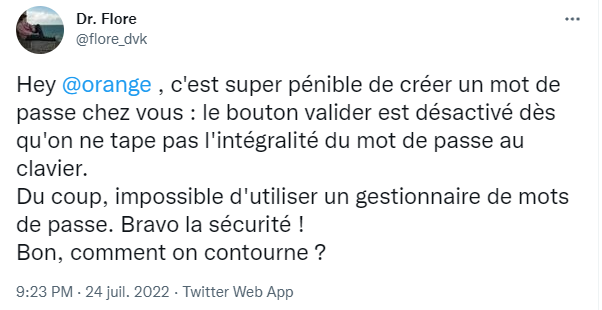 Dr. Flore
@flore_dvk
Hey @orange , c'est super pénible de créer un mot de
passe chez vous : le bouton valider est désactivé dès
qu'on ne tape pas l'intégralité du mot de passe au
clavier.
Du coup, impossible d'utiliser un gestionnaire de mots
de passe. Bravo la sécurité !
Bon, comment on contourne ?
9:23 PM · 24 juil. 2022 · Twitter Web App